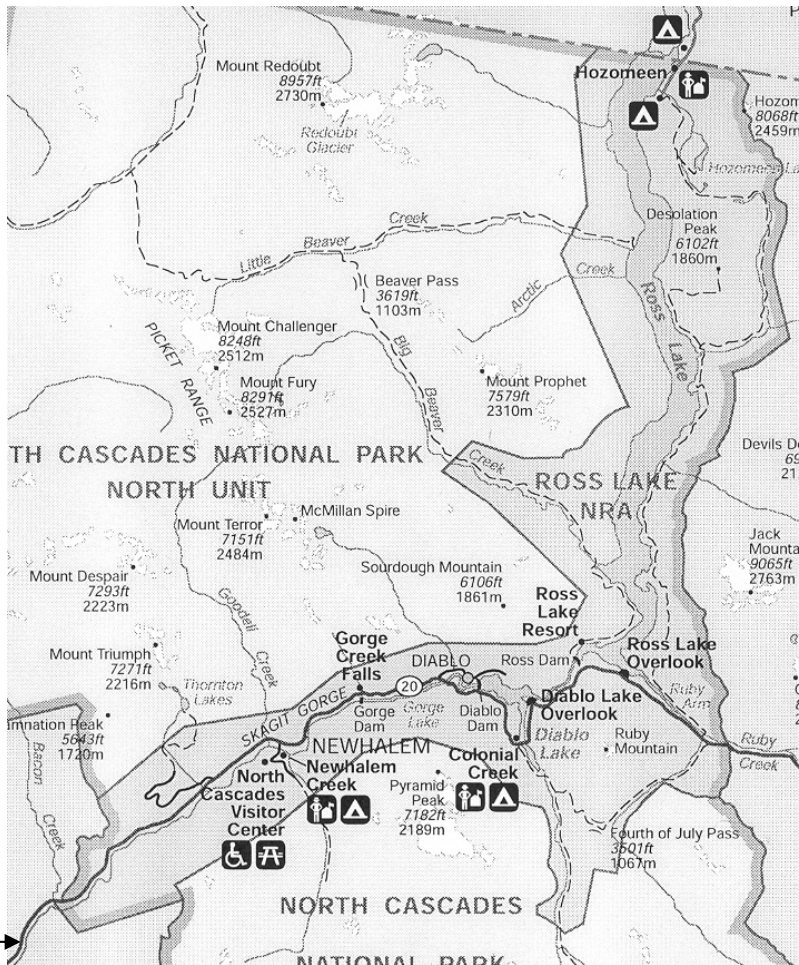 Mount Redoubt
8957ft
2730m
Redoubt
Glacier
Hozomeen
8068ft
2459m
Desolation
Peak
6102ft
1860m
Little Beaver Creek
Beaver Pass
3619ft
1103m
Arctic Creek
Ross Lake
PICKET RANGE
Mount Challenger
8248ft
2512m
Mount Fury
8291ft
2527m
Big Beaver Creek
Mount Prophet
7579ft
2310m
TH CASCADES NATIONAL PARK
NORTH UNIT
ROSS LAKE
NRA
McMillan Spire
Mount Terror
7151ft
2484m
Jack
9065ft
2763m
Sourdough Mountain
6106ft
1861m
Mount Despair
7293ft
2223m
Goodell Creek
Ross
Lake
Resort
Mount Triumph
7271ft
2216m
Thornton
Lakes
Gorge
Creek
Falls
DIABLO
Ross Dam
Ross Lake
Overlook
20
SKAGIT GORGE
Gorge
Dam
Gorge
Lake
Diablo
Dam
Diablo Lake
Overlook
Diablo
Lake
Ruby
Arm
Ruby
Mountain
Ruby
Creek
Peak
5643ft
1720m
Bacon Creek
NEWHALEM
Newhalem
Creek
North
Cascades
Visitor
Center
Colonial
Creek
Pyramid
Peak
7182ft
2189m
Fourth of July Pass
3501ft
1067m
NORTH CASCADES
NATIONAL PARK